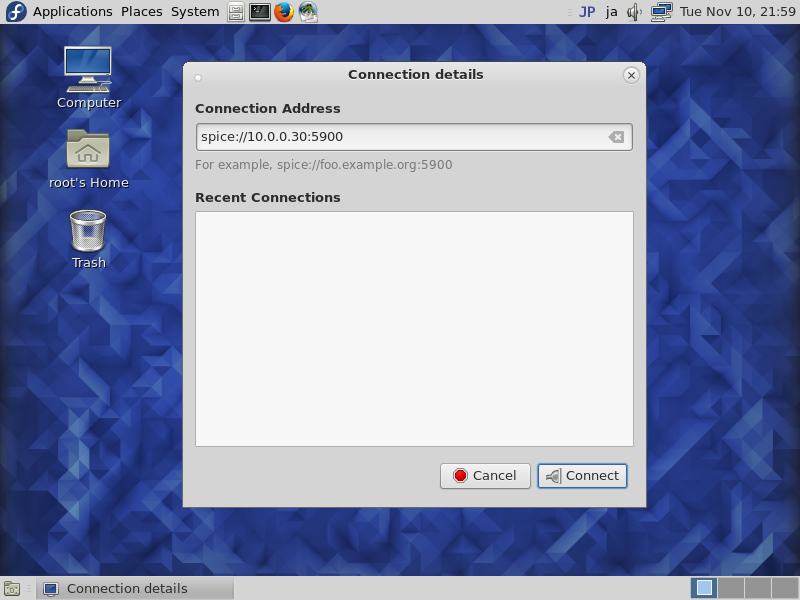 Applications Places System JP ja Tue Nov 10, 21:59
Computer
root's Home
Trash
Connection details
Connection Address
spice://10.0.0.30:5900
For example, spice://foo.example.org:5900
Recent Connections
Cancel Connect
Connection details